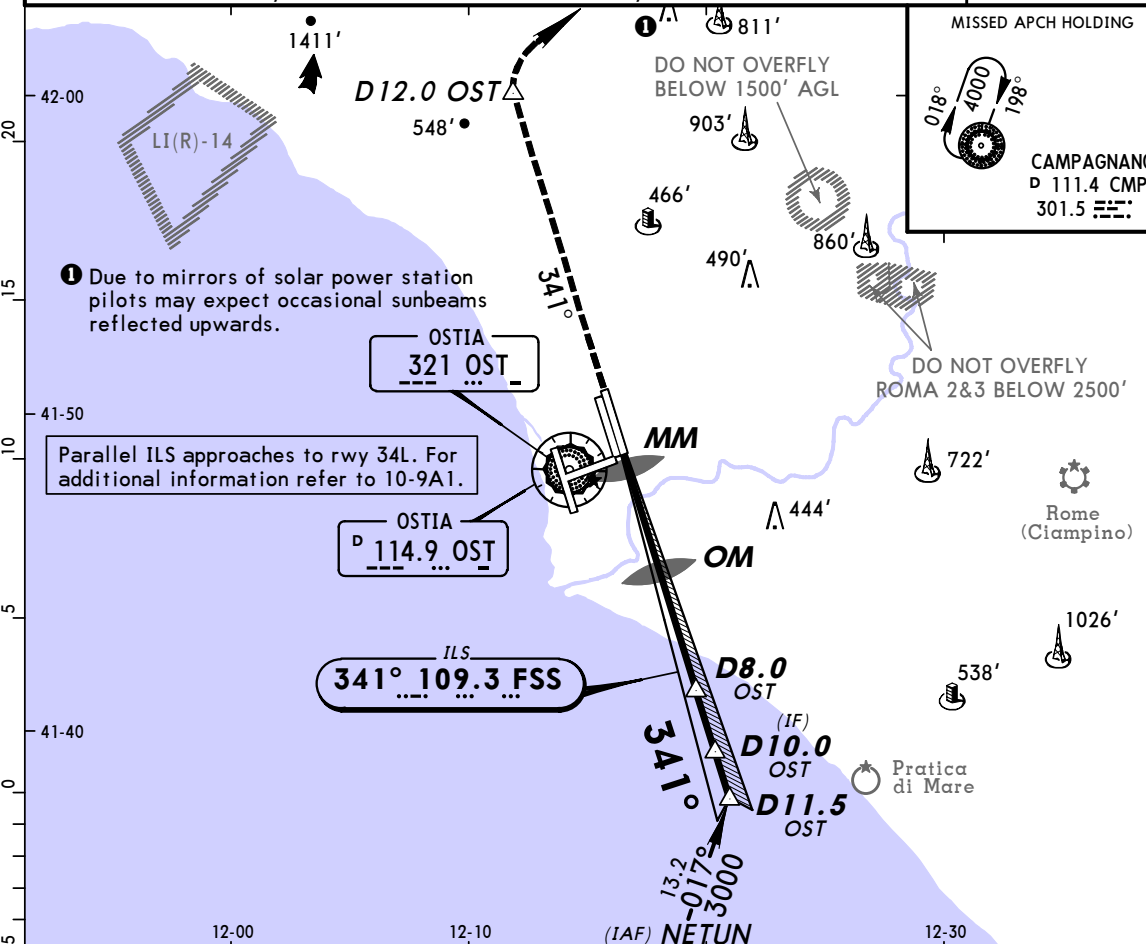 1411'
D12.0 OST
548'
LI(R)-14
42-00
20
❶
811'
DO NOT OVERFLY
BELOW 1500' AGL
903'
466'
860'
490'
MISSED APCH HOLDING
018°
4000
198°
CAMPAGNANO
D 111.4 CMP
301.5
❶ Due to mirrors of solar power station
pilots may expect occasional sunbeams
reflected upwards.
15
341°
OSTIA
321 OST
DO NOT OVERFLY
ROMA 2&3 BELOW 2500'
41-50
10
Parallel ILS approaches to rwy 34L. For
additional information refer to 10-9A1.
MM
722'
OSTIA
D 114.9 OST
444'
Rome
(Ciampino)
OM
5
1026'
ILS
341° 109.3 FSS
D8.0
OST
538'
(IF)
D10.0
OST
41-40
341°
Pratica
di Mare
0
D11.5
OST
13.2
017°
3000
5
12-00
12-10
(IAF) NETUN
12-30